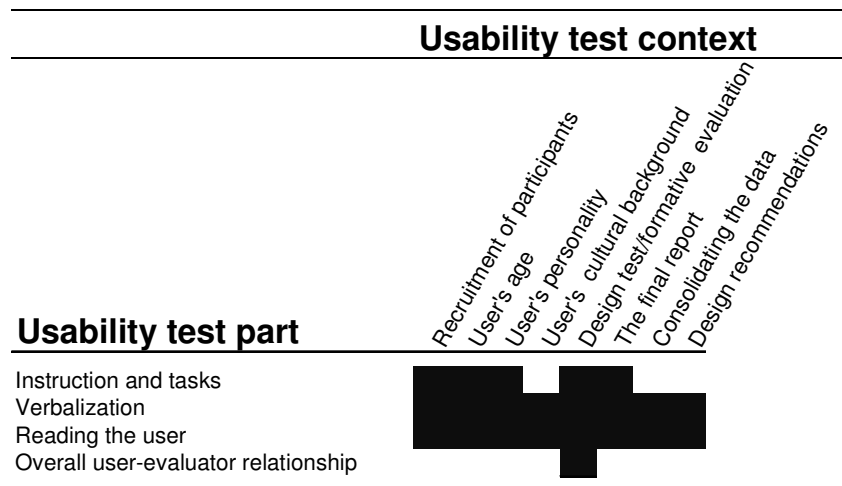 Usability test context
Recruitment of participants
User's age
User's personality
User's cultural background
Design test/formative evaluation
The final report
Consolidating the data
Design recommendations
Usability test part
Instruction and tasks
Verbalization
Reading the user
Overall user-evaluator relationship